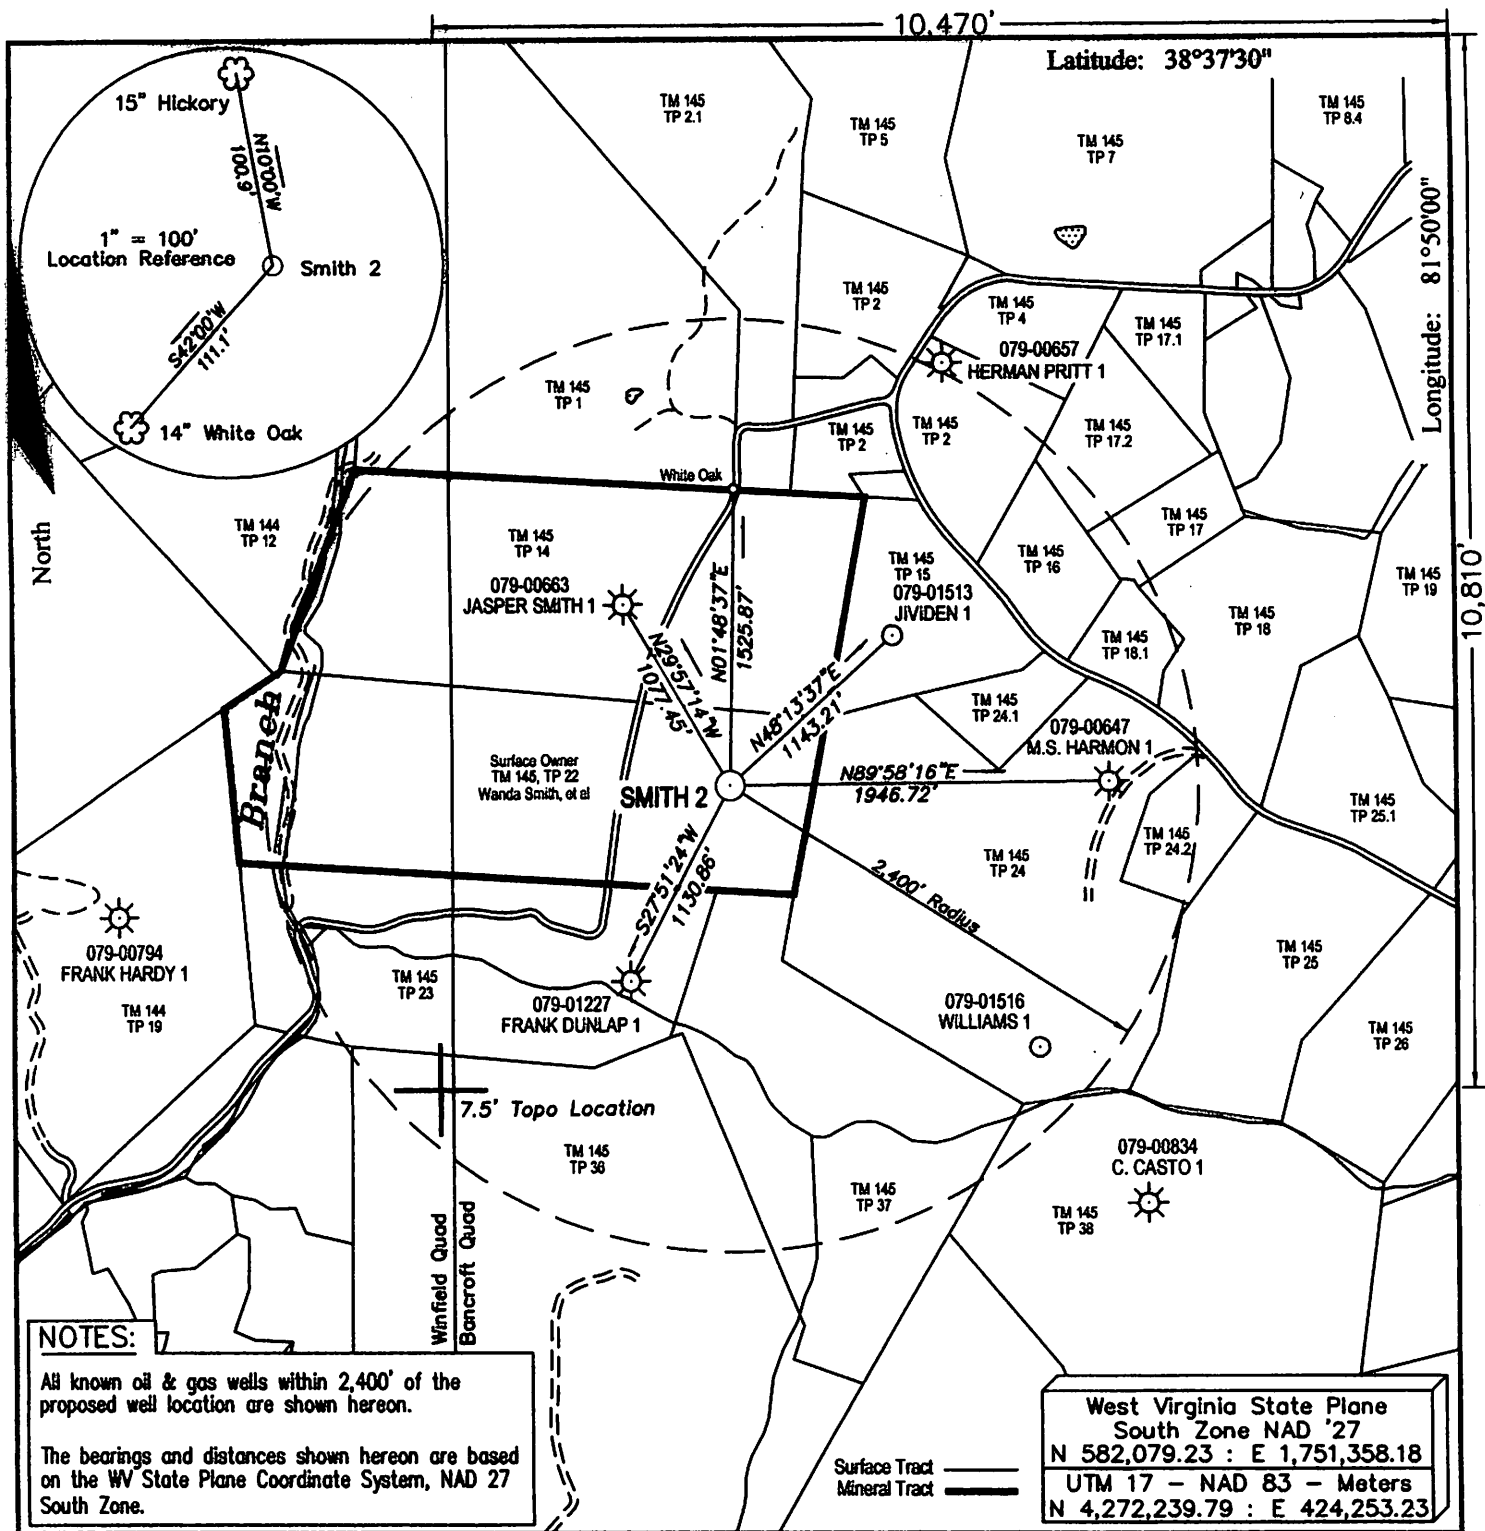 10,470'
Latitude: 38°37'30"
Longitude: 81°50'00"
10,810'
15" Hickory
N10°00'W
100.9'
1" = 100'
Location Reference
Smith 2
S42°00'W
111.1'
14" White Oak
North
TM 145
TP 2.1
TM 145
TP 5
TM 145
TP 7
TM 145
TP 8.4
TM 145
TP 2
TM 145
TP 4
TM 145
TP 17.1
079-00657
HERMAN PRITT 1
TM 145
TP 1
TM 145
TP 2
TM 145
TP 2
TM 145
TP 17.2
White Oak
TM 144
TP 12
TM 145
TP 14
TM 145
TP 17
TM 145
TP 16
TM 145
TP 15
079-01513
JIVIDEN 1
079-00663
JASPER SMITH 1
TM 145
TP 19
TM 145
TP 18
TM 145
TP 18.1
N01°48'37"E
1525.87'
N29°57'14"W
1077.45'
N48°13'37"E
1143.21'
TM 145
TP 24.1
079-00647
M.S. HARMON 1
Branch
Surface Owner
TM 145, TP 22
Wanda Smith, et al
SMITH 2
N89°58'16"E
1946.72'
TM 145
TP 25.1
TM 145
TP 24.2
TM 145
TP 24
S27°51'24"W
1130.86'
2,400' Radius
079-00794
FRANK HARDY 1
TM 144
TP 19
TM 145
TP 23
079-01227
FRANK DUNLAP 1
079-01516
WILLIAMS 1
TM 145
TP 25
TM 145
TP 26
7.5' Topo Location
TM 145
TP 36
TM 145
TP 37
079-00834
C. CASTO 1
TM 145
TP 38
Winfield Quad
Bancroft Quad
NOTES:
All known oil & gas wells within 2,400' of the
proposed well location are shown hereon.
The bearings and distances shown hereon are based
on the WV State Plane Coordinate System, NAD 27
South Zone.
Surface Tract
Mineral Tract
West Virginia State Plane
South Zone NAD '27
N 582,079.23 : E 1,751,358.18
UTM 17 - NAD 83 - Meters
N 4,272,239.79 : E 424,253.23